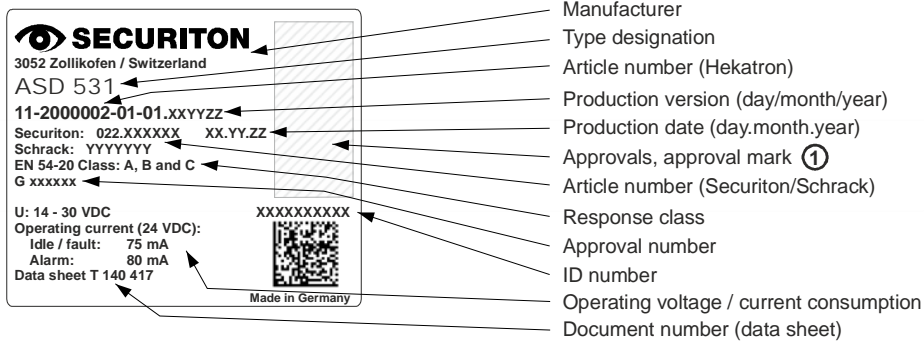 SECURITON
3052 Zollikofen / Switzerland
ASD 531
11-2000002-01-01.XXYYZZ
Securiton: 022.XXXXXX XX.YY.ZZ
Schrack: YYYYYYY
EN 54-20 Class: A, B and C
G xxxxxx
U: 14 - 30 VDC
Operating current (24 VDC):
Idle / fault: 75 mA
Alarm: 80 mA
Data sheet T 140 417
XXXXXXXXXX
Made in Germany
Manufacturer
Type designation
Article number (Hekatron)
Production version (day/month/year)
Production date (day.month.year)
Approvals, approval mark ①
Article number (Securiton/Schrack)
Response class
Approval number
ID number
Operating voltage / current consumption
Document number (data sheet)